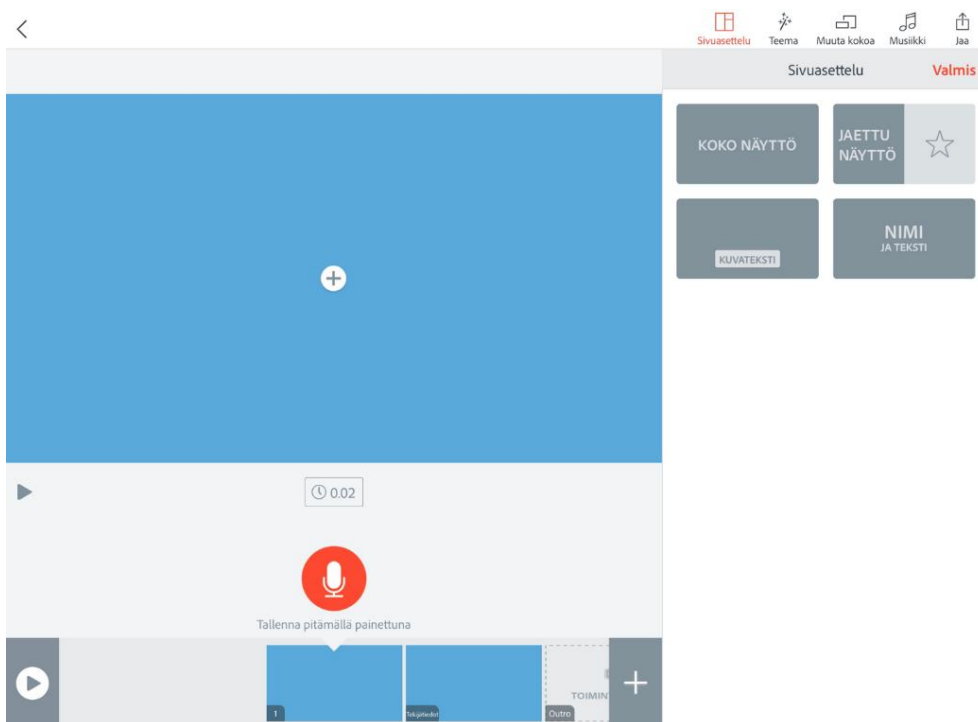 Sivuasettelu
Teema
Muuta kokoa
Musiikki
Jaa
Sivuasettelu
Valmis
KOKO NÄYTTÖ
JAETTU
NÄYTTÖ
KUVATEKSTI
NIMI
JA TEKSTI
0.02
Tallenna pitämällä painettuna
1
Tekijätiedot
TOIMIN
Outro